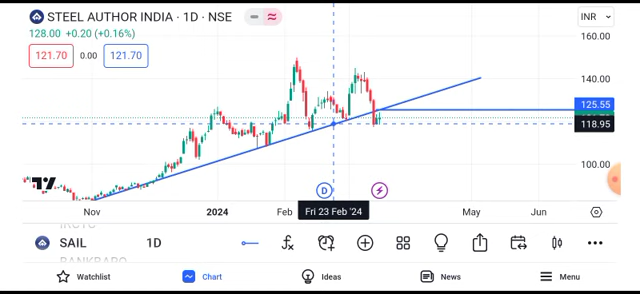 STEEL AUTHOR INDIA · 1D · NSE
INR
128.00 +0.20 (+0.16%)
121.70 0.00 121.70
160.00
140.00
125.55
118.95
100.00
D
Nov 2024 Feb Fri 23 Feb '24 May Jun
SAIL 1D
Watchlist Chart Ideas News Menu